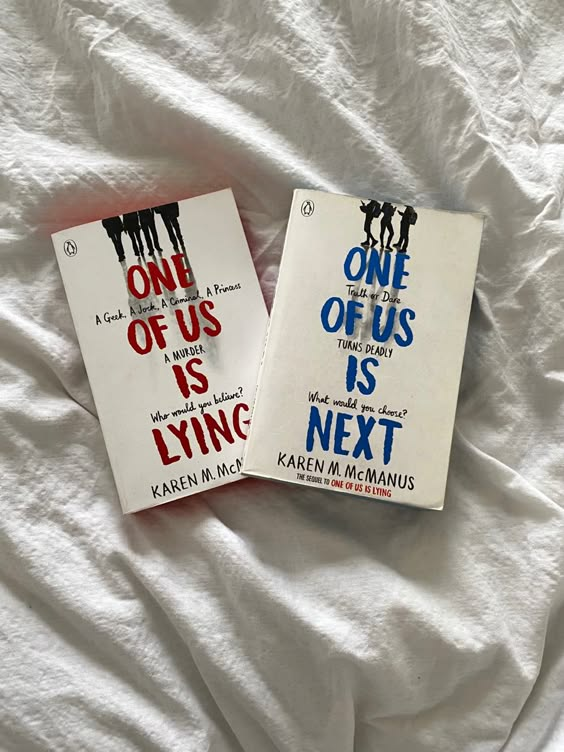 ONE
A Geek, A Jock, A Criminal, A Princess
OF US
A MURDER
IS
Who would you believe?
LYING
KAREN M. McM
ONE
Truth or Dare
OF US
TURNS DEADLY
IS
What would you choose?
NEXT
KAREN M. McMANUS
THE SEQUEL TO ONE OF US IS LYING